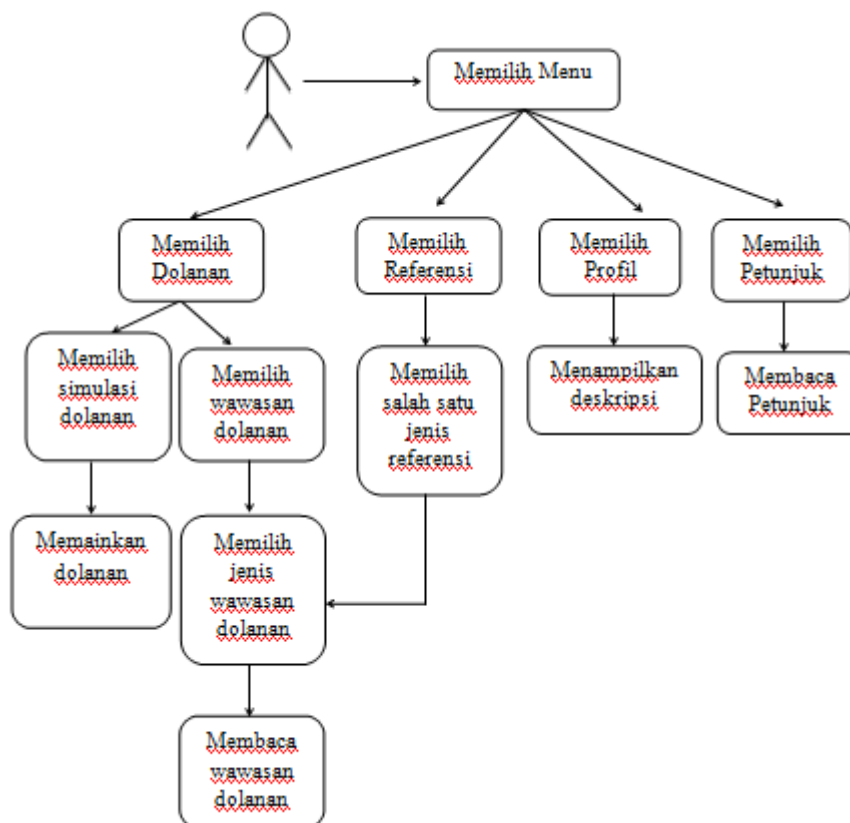 Memilih Menu
Memilih
Dolanan
Memilih
Referensi
Memilih
Profil
Memilih
Petunjuk
Memilih
simulasi
dolanan
Memilih
wawasan
dolanan
Memilih
salah satu
jenis
referensi
Menampilkan
deskripsi
Membaca
Petunjuk
Memainkan
dolanan
Memilih
jenis
wawasan
dolanan
Membaca
wawasan
dolanan